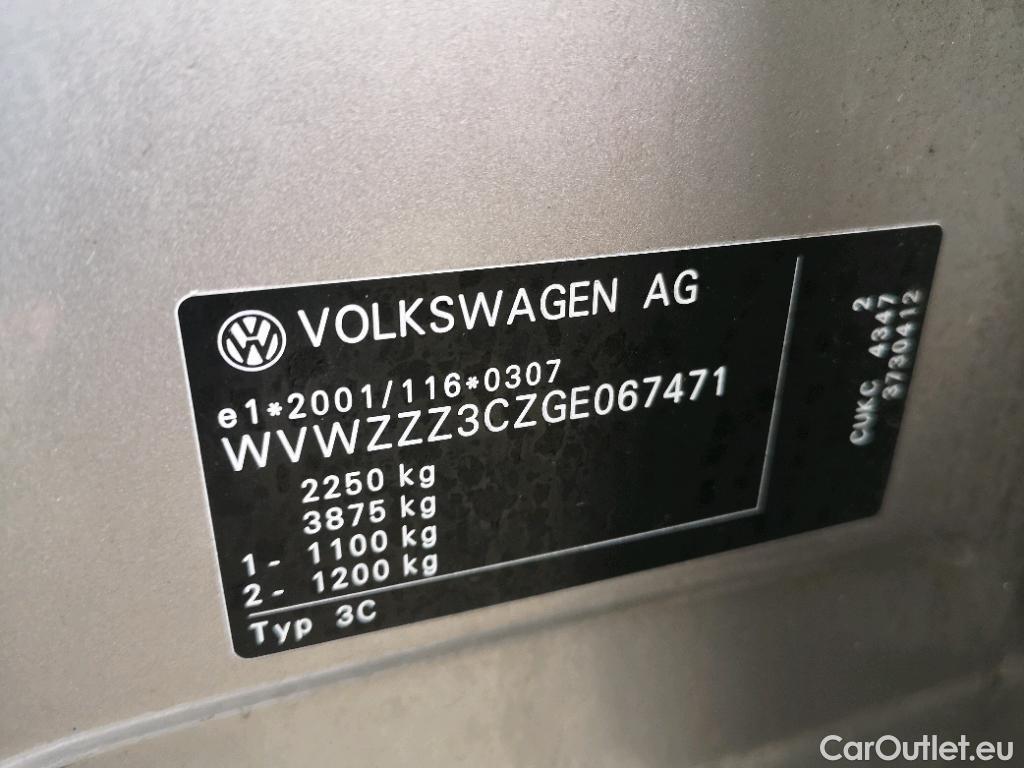 VOLKSWAGEN AG
e1*2001/116*0307
WVWZZZ3CZGE067471
2250 kg
3875 kg
1- 1100 kg
2- 1200 kg
Typ 3C
2
CUKC 4347
3730412
CarOutlet.eu